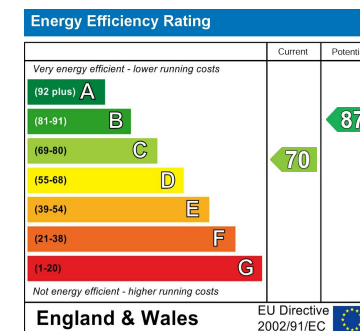 Energy Efficiency Rating
Current
Very energy efficient - lower running costs
(92 plus) A
(81-91) B
87
(69-80) C
70
(55-68) D
(39-54) E
(21-38) F
(1-20) G
Not energy efficient - higher running costs
England & Wales
EU Directive
2002/91/EC